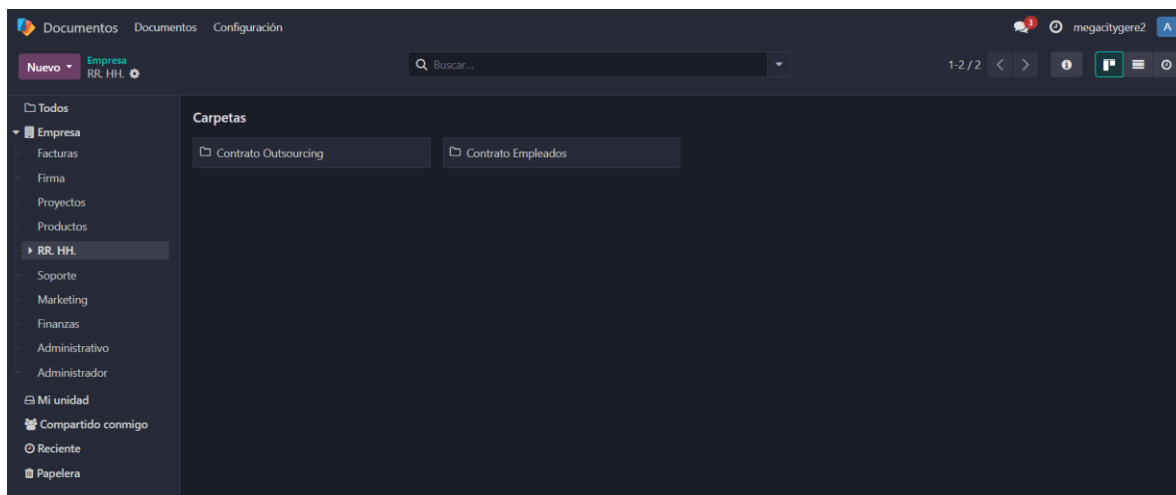 Documentos Documentos Configuración 3 megacitygere2 A
Nuevo Empresa Buscar... 1-2 / 2
RR. HH.
Todos
Empresa
Facturas
Firma
Proyectos
Productos
RR. HH.
Soporte
Marketing
Finanzas
Administrativo
Administrador
Mi unidad
Compartido conmigo
Reciente
Papelera
Carpetas
Contrato Outsourcing Contrato Empleados